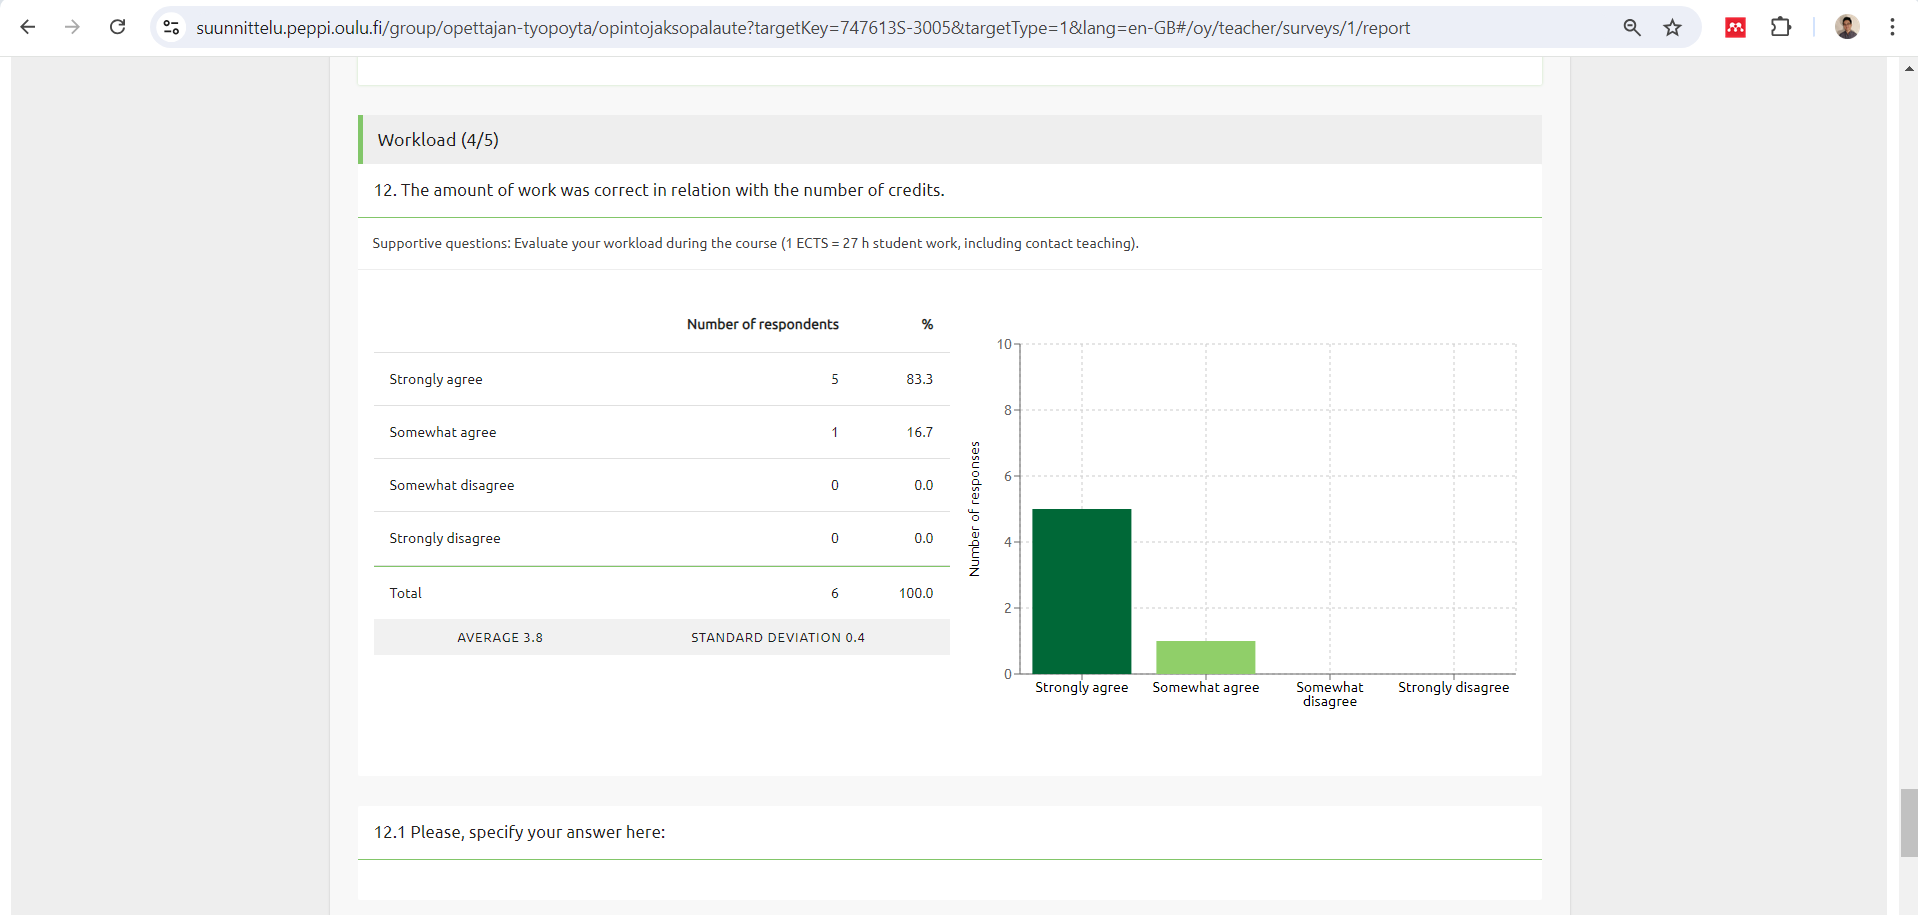 suunnittelu.peppi.oulu.fi/group/opettajan-tyopoyta/opintojaksopalaute?targetKey=747613S-3005&targetType=1&lang=en-GB#/oy/teacher/surveys/1/report
Workload (4/5)
12. The amount of work was correct in relation with the number of credits.
Supportive questions: Evaluate your workload during the course (1 ECTS = 27 h student work, including contact teaching).
Number of respondents %
Strongly agree 5 83.3
Somewhat agree 1 16.7
Somewhat disagree 0 0.0
Strongly disagree 0 0.0
Total 6 100.0
AVERAGE 3.8 STANDARD DEVIATION 0.4
Number of responses
10
8
6
4
2
0
Strongly agree
Somewhat agree
Somewhat
disagree
Strongly disagree
12.1 Please, specify your answer here: